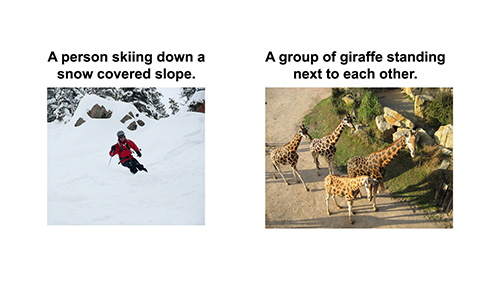 A person skiing down a
snow covered slope.
A group of giraffe standing
next to each other.